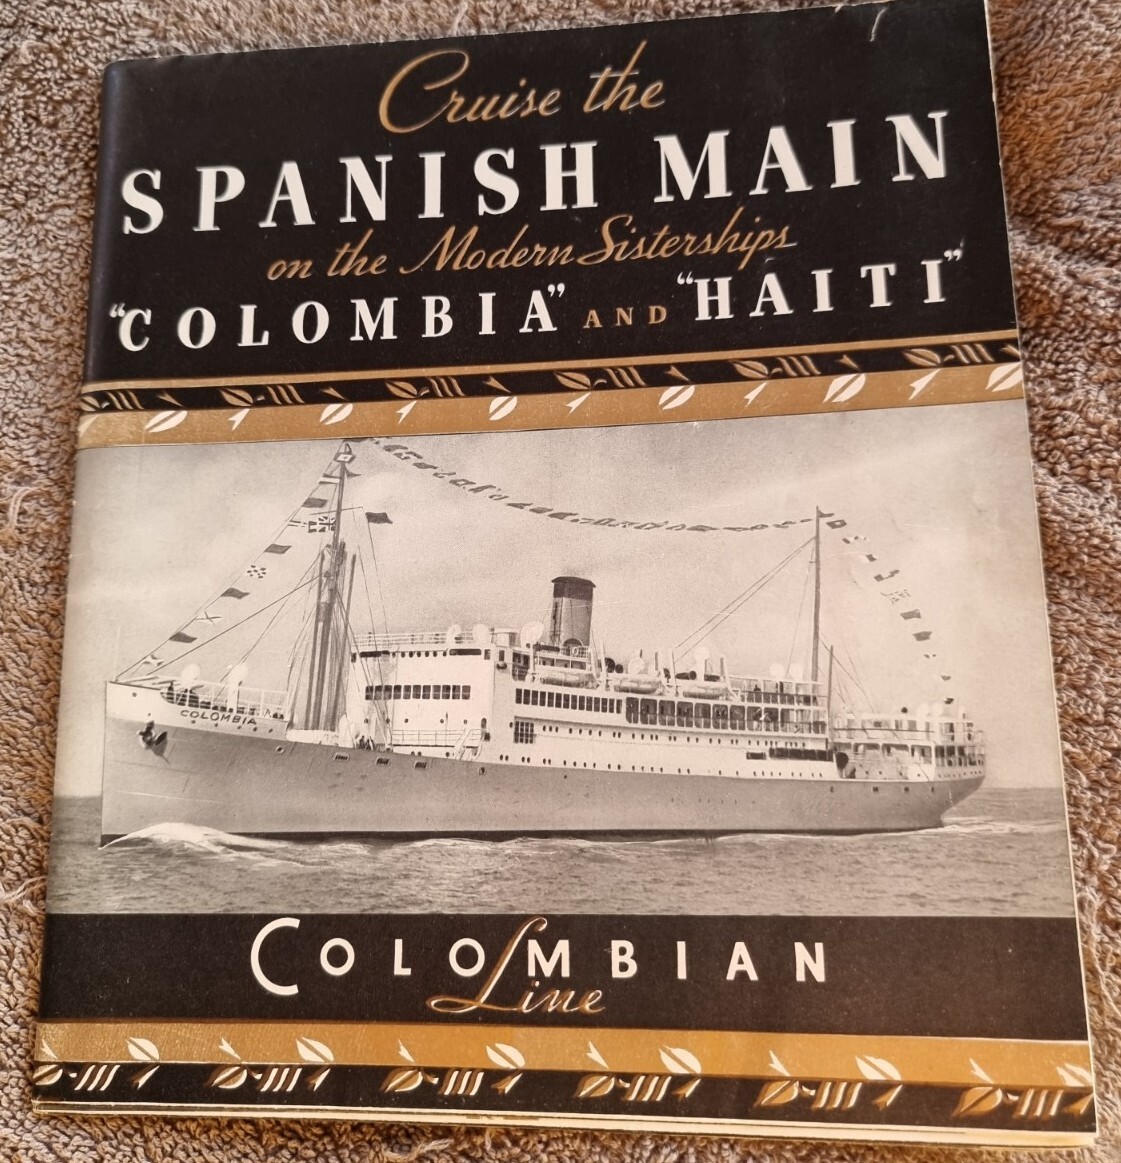 Cruise the
SPANISH MAIN
on the Modern Sisterships
"COLOMBIA" AND "HAITI"
COLOMBIA
COLOMBIAN
Line